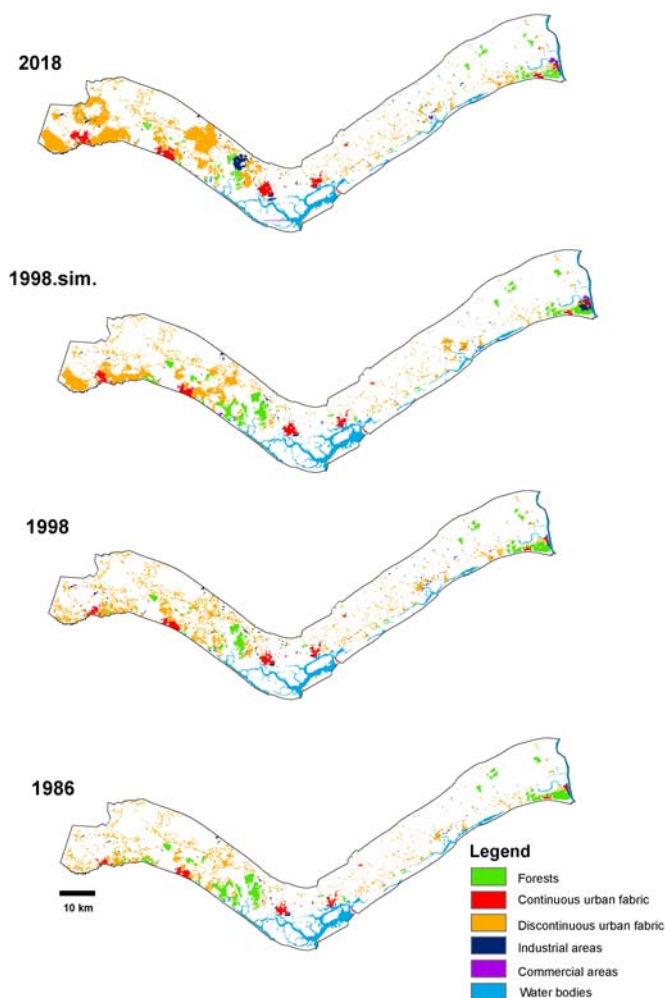 2018
1998.sim.
1998
1986
10 km
Legend
Forests
Continuous urban fabric
Discontinuous urban fabric
Industrial areas
Commercial areas
Water bodies